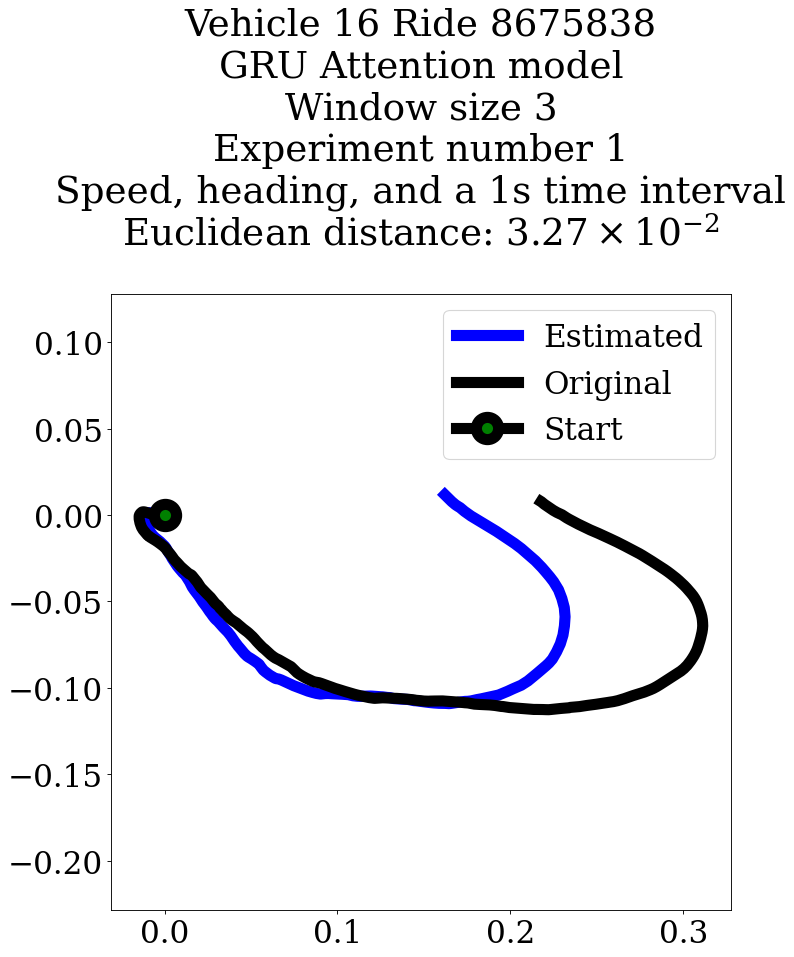 Vehicle 16 Ride 8675838
GRU Attention model
Window size 3
Experiment number 1
Speed, heading, and a 1s time interval
Euclidean distance: 3.27 × 10⁻²
Estimated
Original
Start
0.10
0.05
0.00
−0.05
−0.10
−0.15
−0.20
0.0 0.1 0.2 0.3